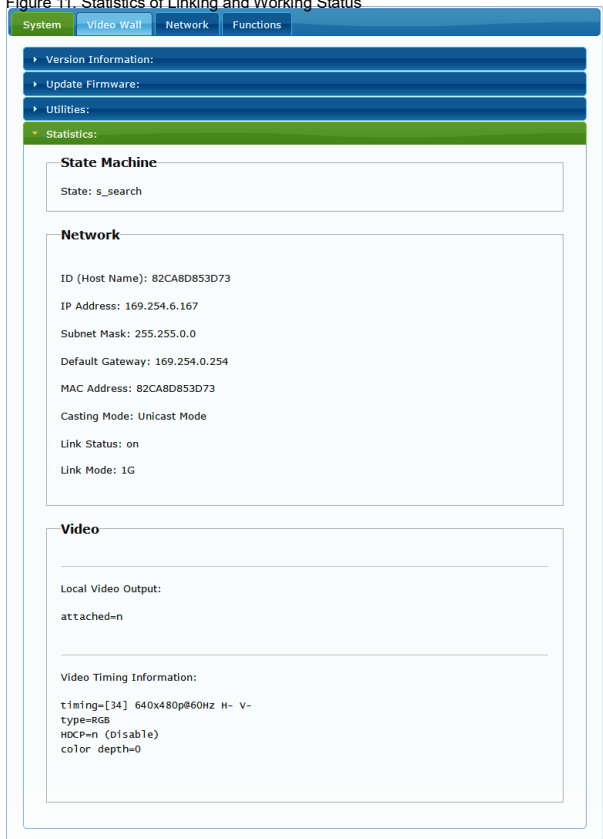 Figure 11. Statistics of Linking and Working Status
System Video Wall Network Functions
Version Information:
Update Firmware:
Utilities:
Statistics:
State Machine
State: s_search
Network
ID (Host Name): 82CA8D853D73
IP Address: 169.254.6.167
Subnet Mask: 255.255.0.0
Default Gateway: 169.254.0.254
MAC Address: 82CA8D853D73
Casting Mode: Unicast Mode
Link Status: on
Link Mode: 1G
Video
Local Video Output:
attached=n
Video Timing Information:
timing=[34] 640x480p@60Hz H- V-
type=RGB
HDCP=n (Disable)
color depth=0